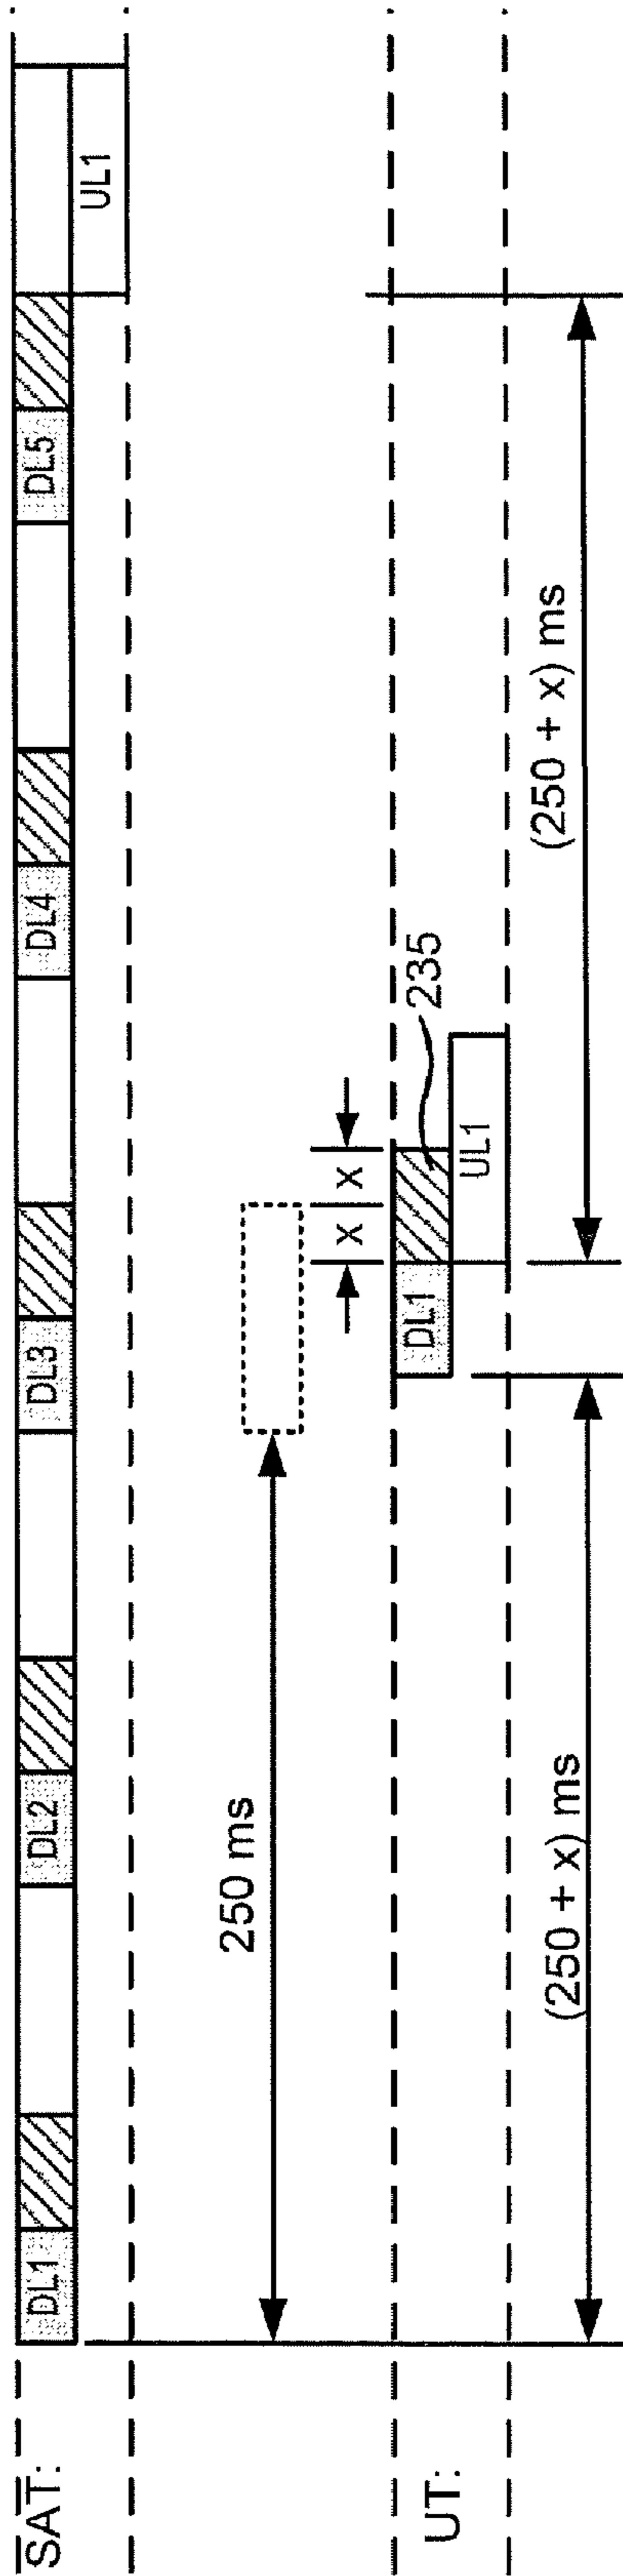 SAT:
DL1
DL2
DL3
DL4
DL5
UL1
250 ms
X
X
UT:
DL1
235
UL1
(250 + x) ms
(250 + x) ms